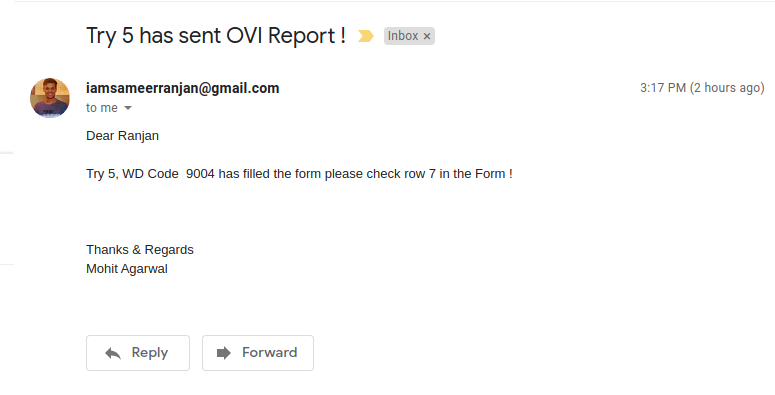 Try 5 has sent OVI Report !
Inbox ×
iamsameerranjan@gmail.com
3:17 PM (2 hours ago)
to me
Dear Ranjan
Try 5, WD Code  9004 has filled the form please check row 7 in the Form !
Thanks & Regards
Mohit Agarwal
Reply
Forward